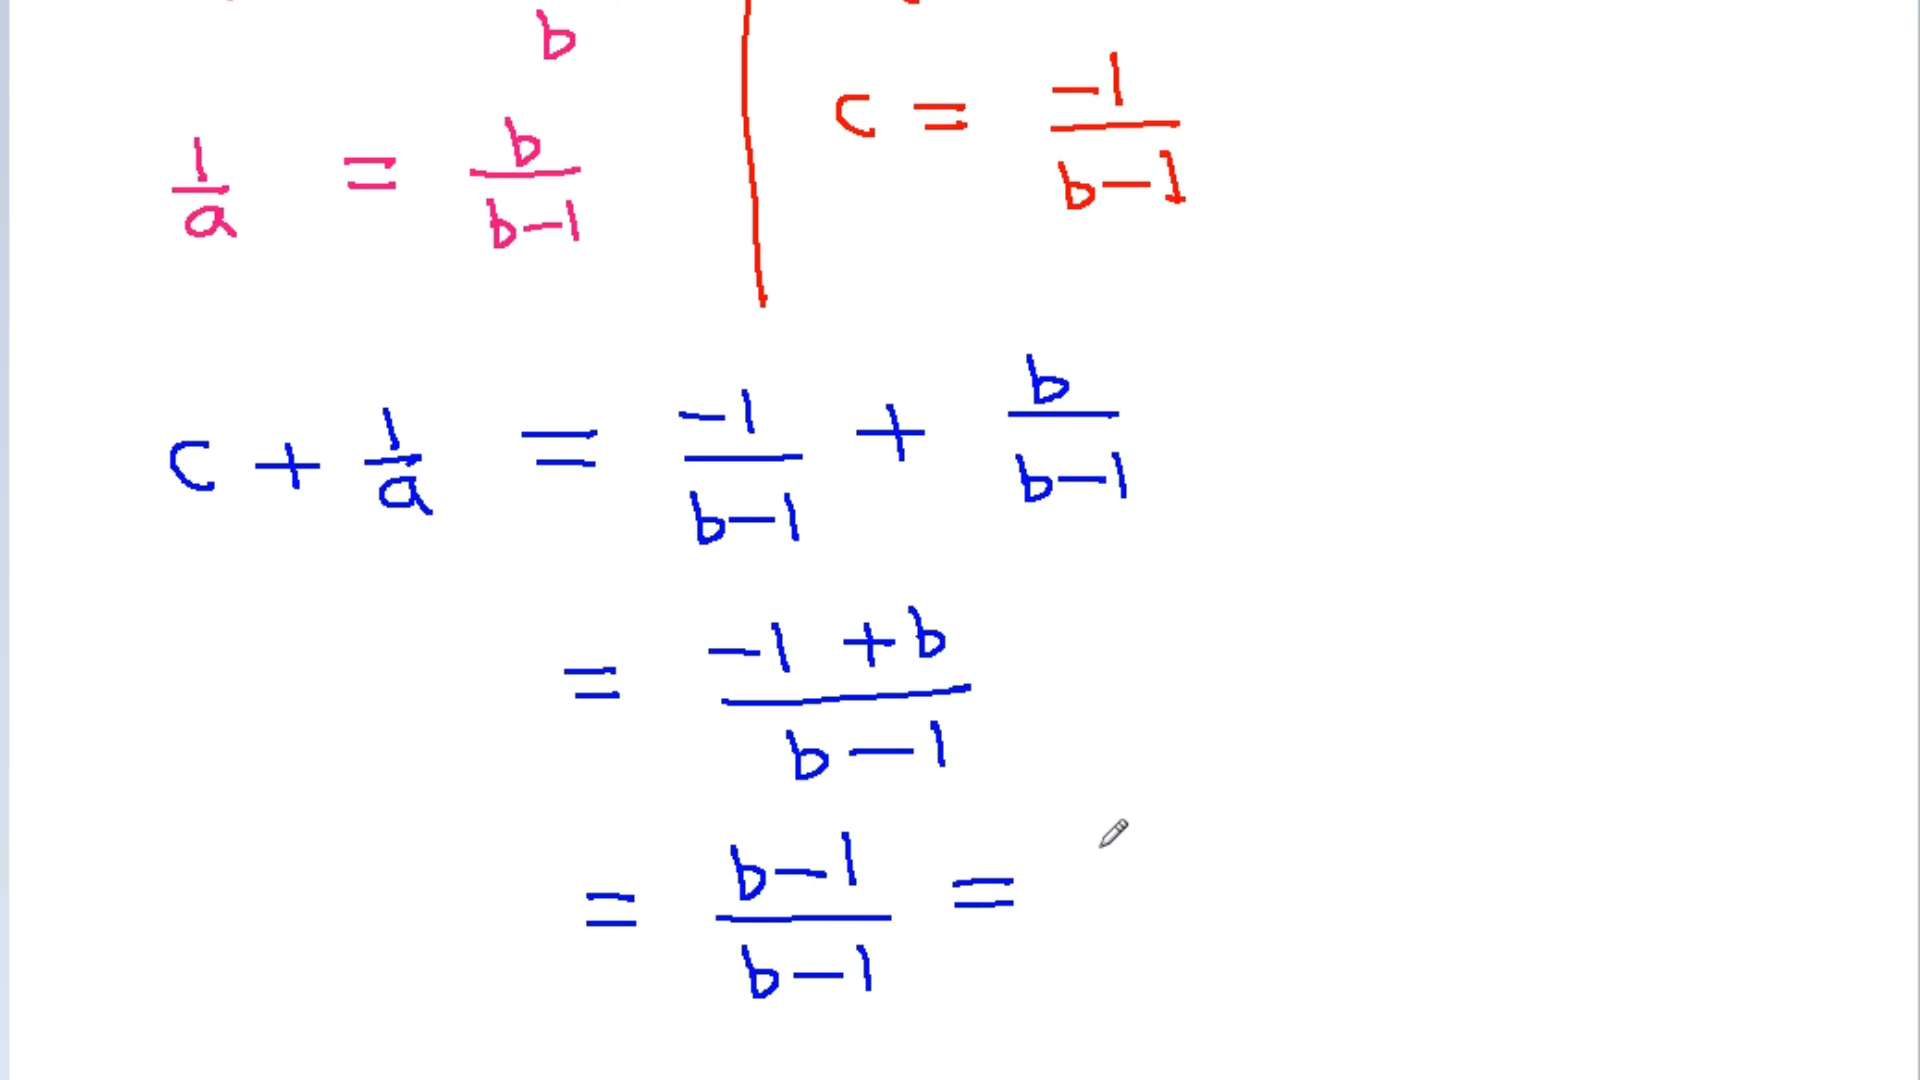 b
1/a = b/(b-1)
c = -1/(b-1)
c + 1/a = -1/(b-1) + b/(b-1)
= (-1 + b)/(b-1)
= (b-1)/(b-1) =